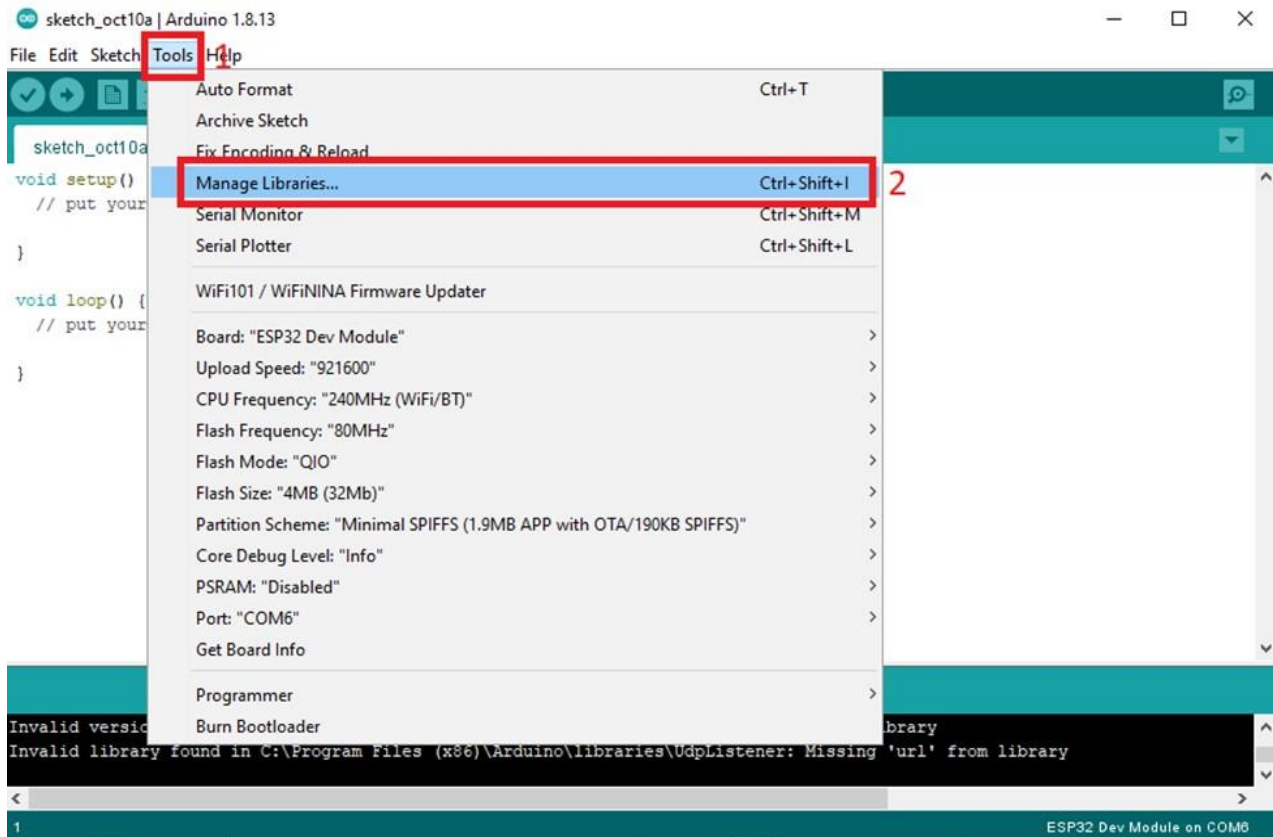 sketch_oct10a | Arduino 1.8.13
File Edit Sketch Tools Help
1
sketch_oct10a
Auto Format Ctrl+T
Archive Sketch
Fix Encoding & Reload
Manage Libraries... Ctrl+Shift+I
2
Serial Monitor Ctrl+Shift+M
Serial Plotter Ctrl+Shift+L
WiFi101 / WiFiNINA Firmware Updater
Board: "ESP32 Dev Module"
Upload Speed: "921600"
CPU Frequency: "240MHz (WiFi/BT)"
Flash Frequency: "80MHz"
Flash Mode: "QIO"
Flash Size: "4MB (32Mb)"
Partition Scheme: "Minimal SPIFFS (1.9MB APP with OTA/190KB SPIFFS)"
Core Debug Level: "Info"
PSRAM: "Disabled"
Port: "COM6"
Get Board Info
Programmer
Burn Bootloader
void setup()
// put your
}
void loop() {
// put your
}
Invalid versio brary
Invalid library found in C:\Program Files (x86)\Arduino\libraries\UdpListener: Missing 'url' from library
1 ESP32 Dev Module on COM6